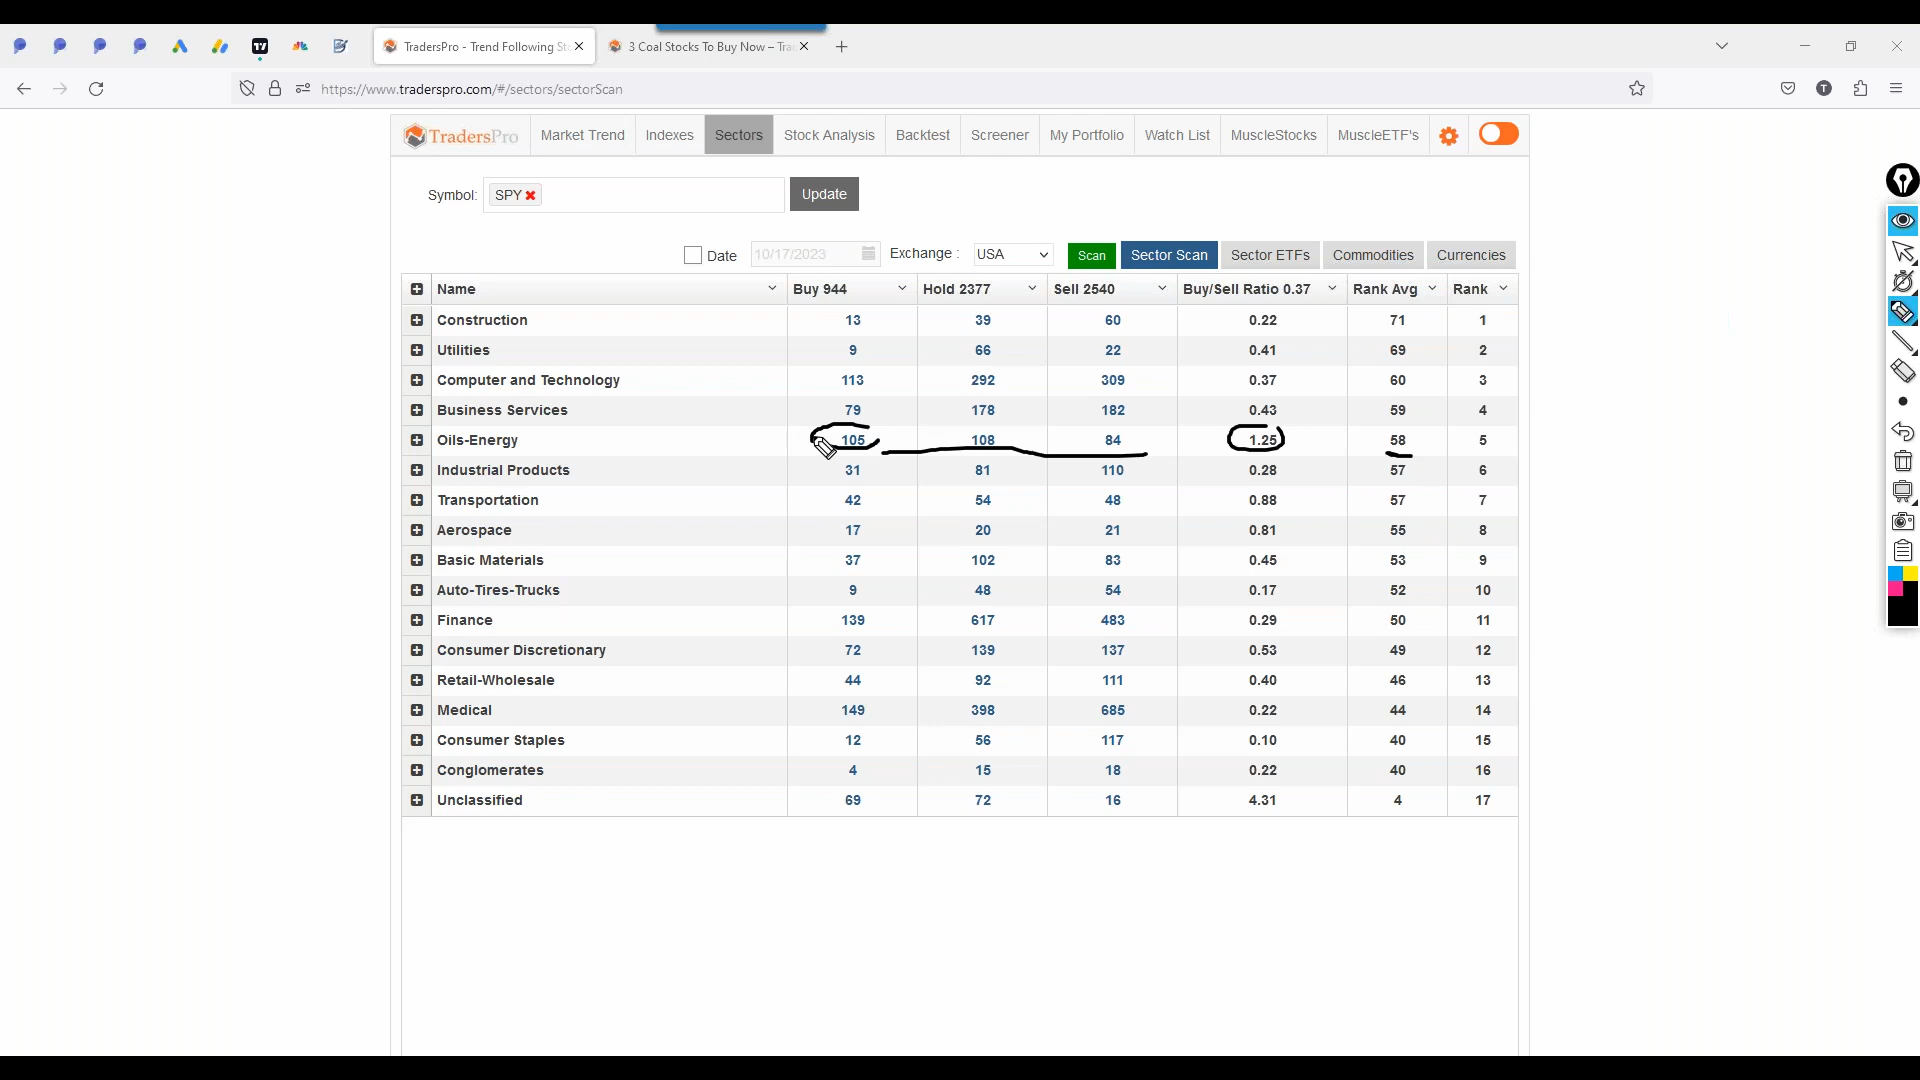 TradersPro - Trend Following Sto
3 Coal Stocks To Buy Now – Trad
https://www.traderspro.com/#/sectors/sectorScan
T
TradersPro Market Trend Indexes Sectors Stock Analysis Backtest Screener My Portfolio Watch List MuscleStocks MuscleETF's
Symbol: SPY Update
Date 10/17/2023 Exchange : USA Scan Sector Scan Sector ETFs Commodities Currencies
Name Buy 944 Hold 2377 Sell 2540 Buy/Sell Ratio 0.37 Rank Avg Rank
Construction 13 39 60 0.22 71 1
Utilities 9 66 22 0.41 69 2
Computer and Technology 113 292 309 0.37 60 3
Business Services 79 178 182 0.43 59 4
Oils-Energy 105 108 84 1.25 58 5
Industrial Products 31 81 110 0.28 57 6
Transportation 42 54 48 0.88 57 7
Aerospace 17 20 21 0.81 55 8
Basic Materials 37 102 83 0.45 53 9
Auto-Tires-Trucks 9 48 54 0.17 52 10
Finance 139 617 483 0.29 50 11
Consumer Discretionary 72 139 137 0.53 49 12
Retail-Wholesale 44 92 111 0.40 46 13
Medical 149 398 685 0.22 44 14
Consumer Staples 12 56 117 0.10 40 15
Conglomerates 4 15 18 0.22 40 16
Unclassified 69 72 16 4.31 4 17